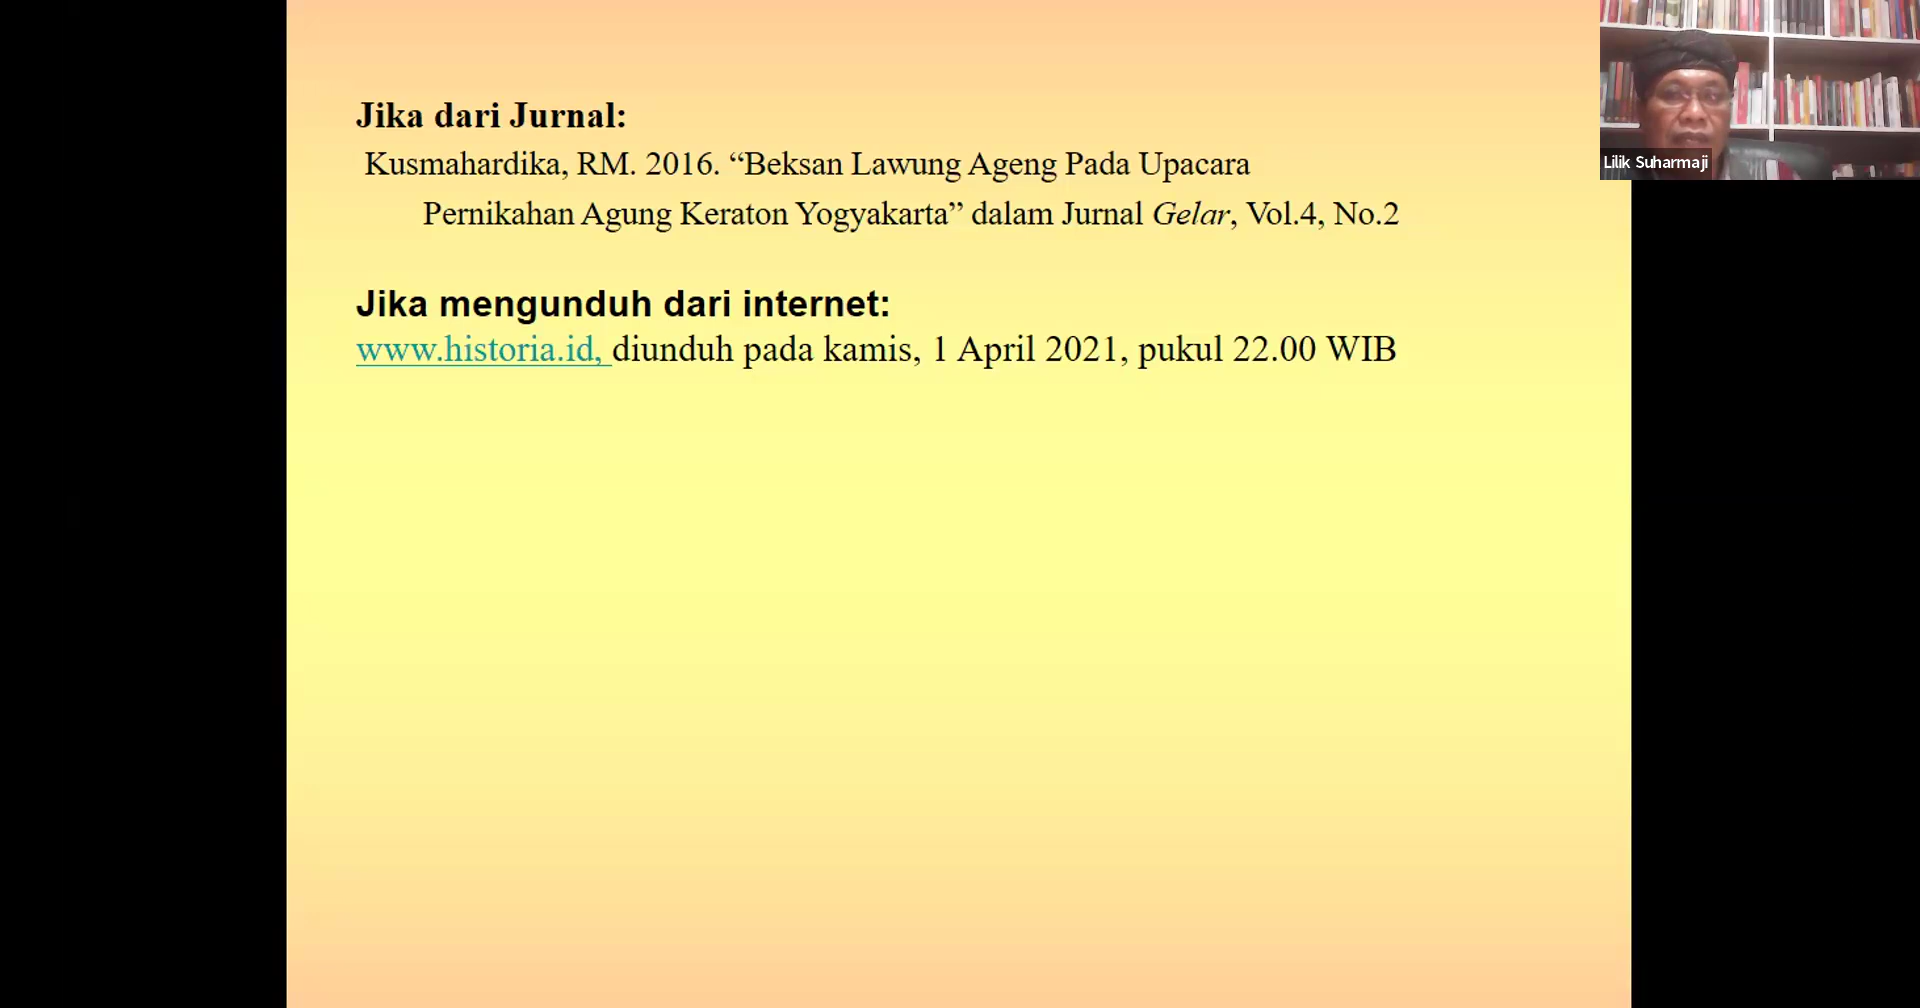 Jika dari Jurnal:
Kusmahardika, RM. 2016. “Beksan Lawung Ageng Pada Upacara
Pernikahan Agung Keraton Yogyakarta” dalam Jurnal Gelar, Vol.4, No.2
Jika mengunduh dari internet:
www.historia.id, diunduh pada kamis, 1 April 2021, pukul 22.00 WIB
Lilik Suharmaji